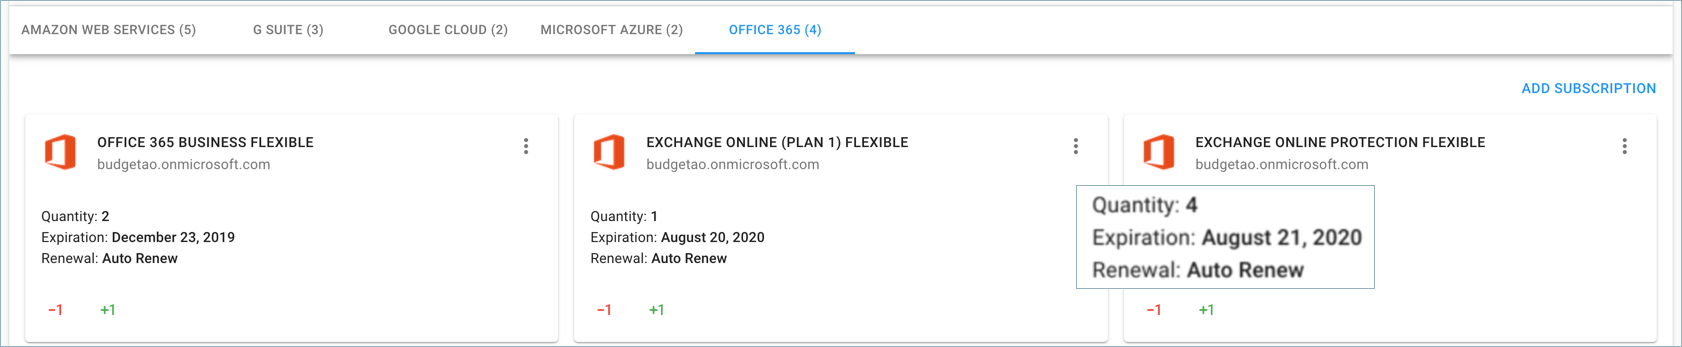 AMAZON WEB SERVICES (5) G SUITE (3) GOOGLE CLOUD (2) MICROSOFT AZURE (2) OFFICE 365 (4)
ADD SUBSCRIPTION
OFFICE 365 BUSINESS FLEXIBLE
budgetao.onmicrosoft.com
Quantity: 2
Expiration: December 23, 2019
Renewal: Auto Renew
−1 +1
EXCHANGE ONLINE (PLAN 1) FLEXIBLE
budgetao.onmicrosoft.com
Quantity: 1
Expiration: August 20, 2020
Renewal: Auto Renew
−1 +1
EXCHANGE ONLINE PROTECTION FLEXIBLE
budgetao.onmicrosoft.com
Quantity: 4
Expiration: August 21, 2020
Renewal: Auto Renew
−1 +1